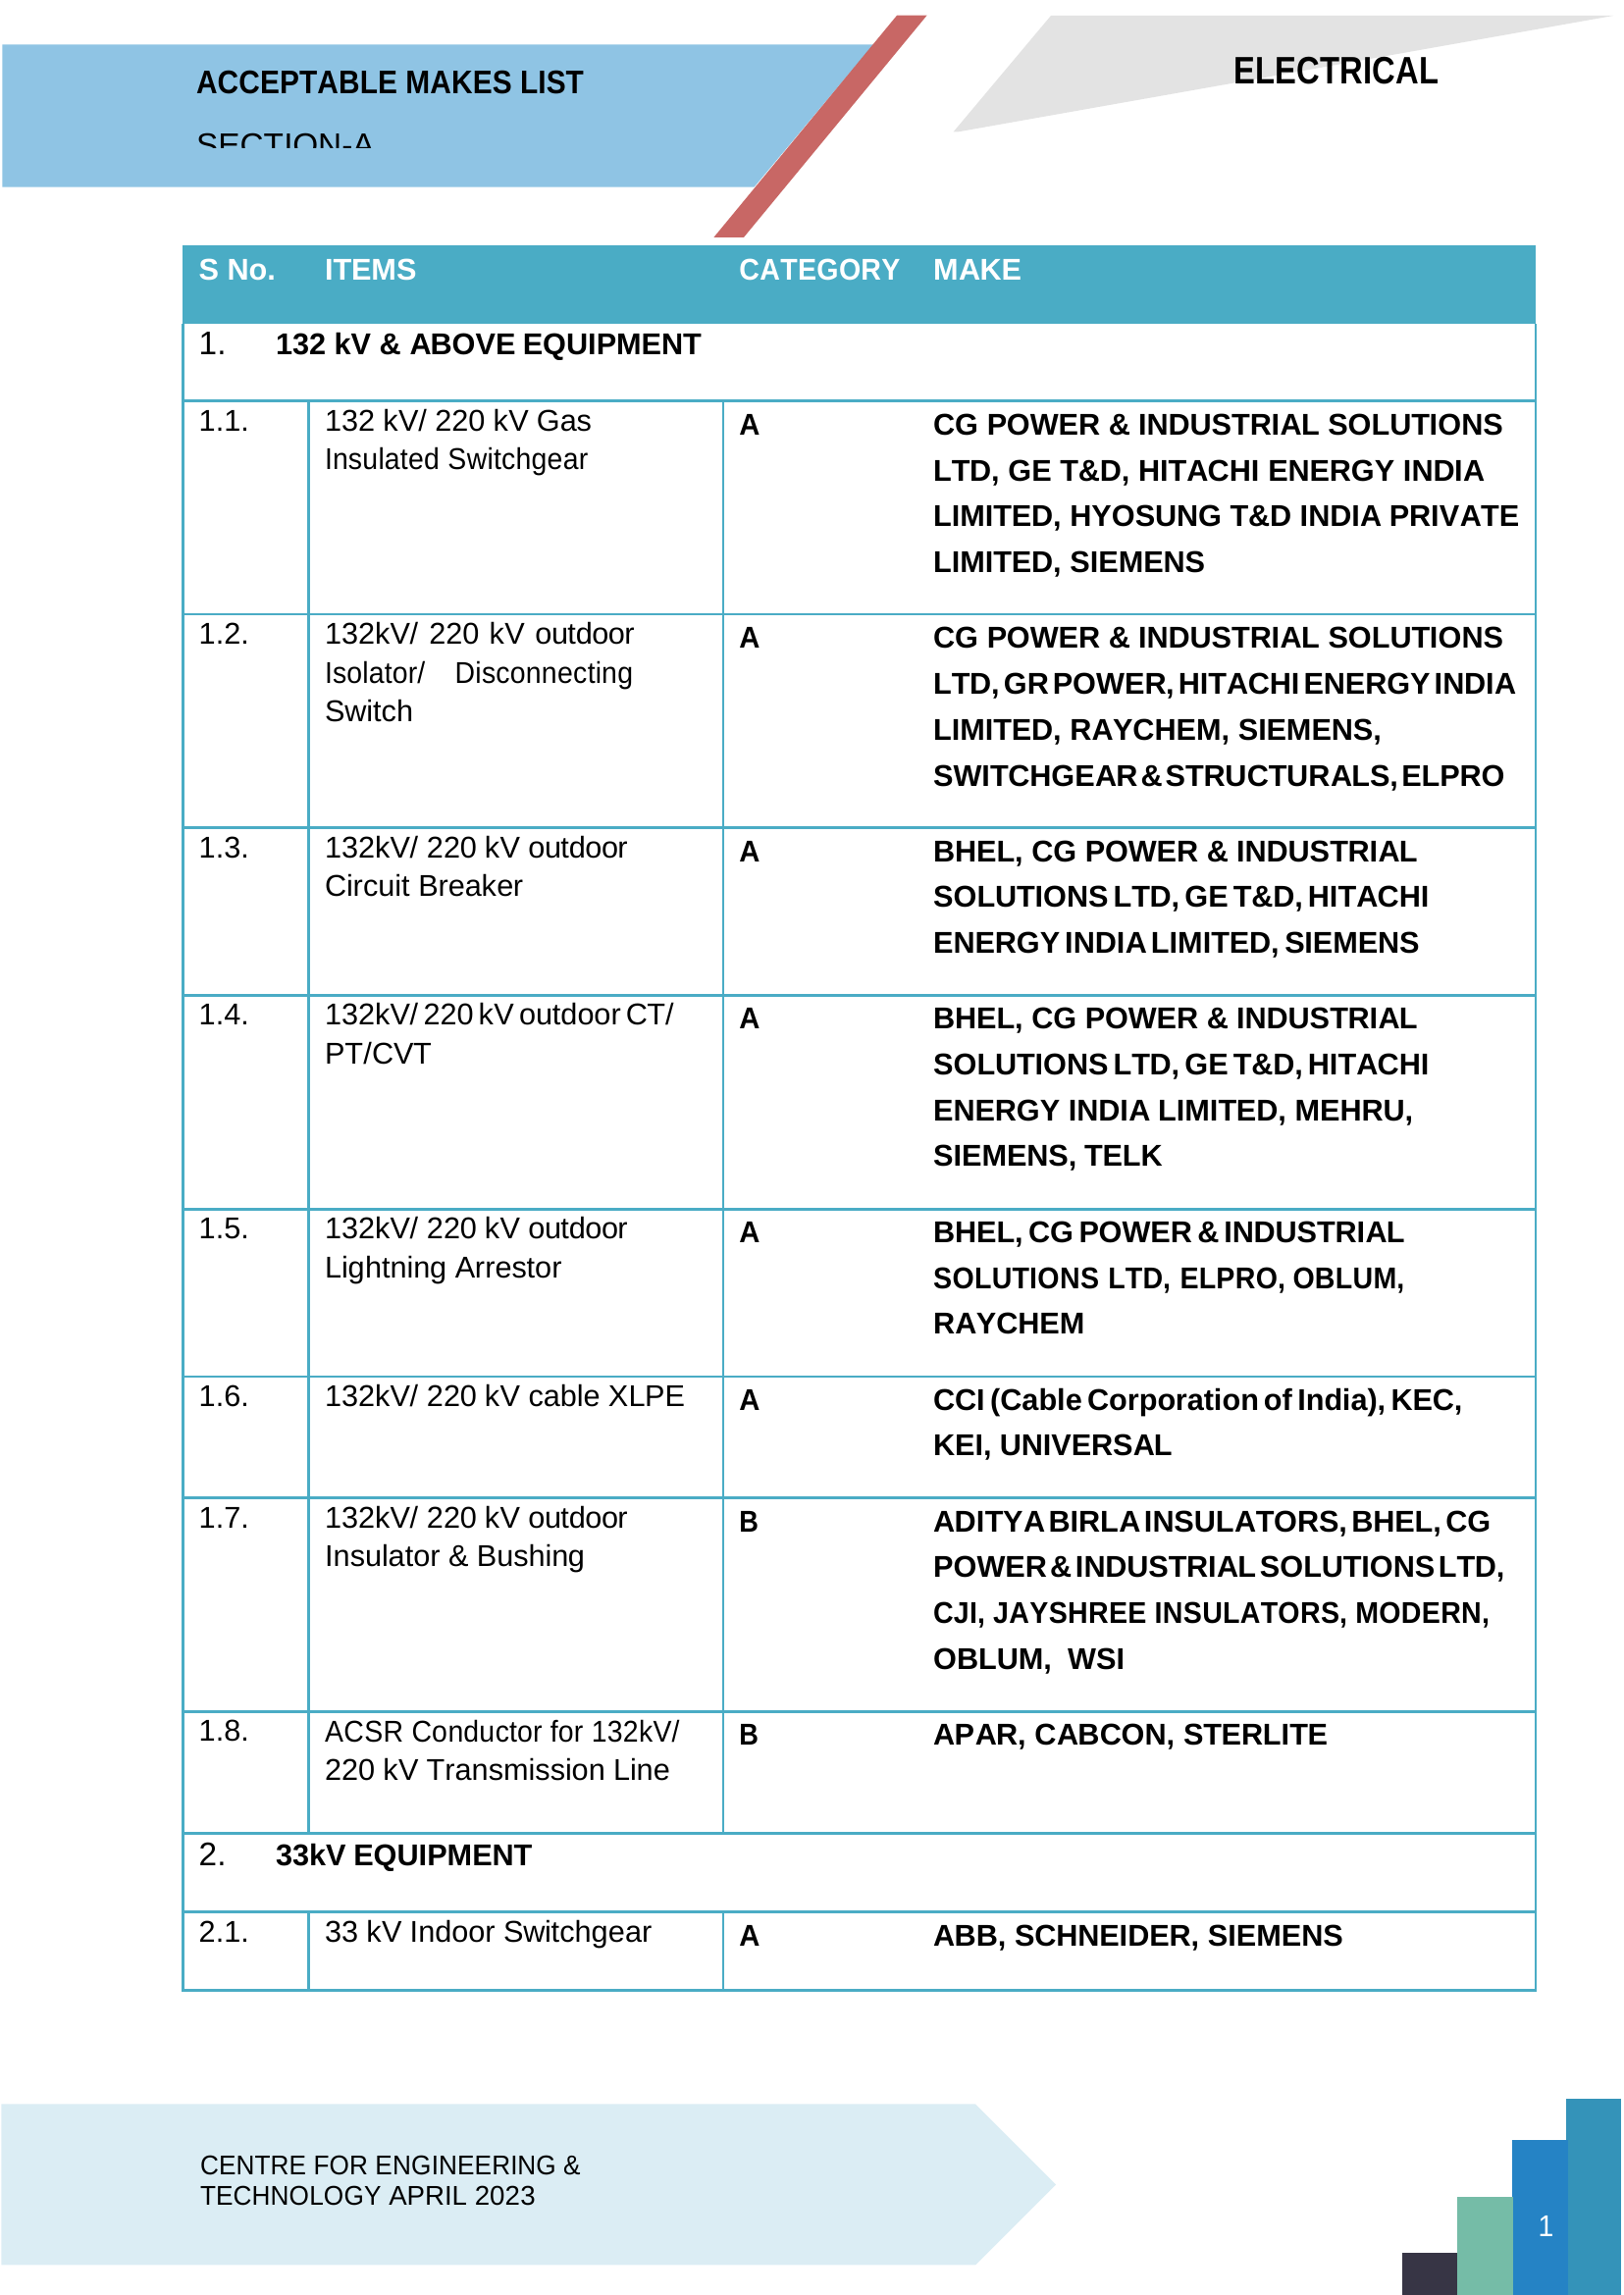 ACCEPTABLE MAKES LIST
ELECTRICAL
SECTION-A
S No. ITEMS CATEGORY MAKE
1. 132 kV & ABOVE EQUIPMENT
1.1. 132 kV/ 220 kV Gas
Insulated Switchgear
A
CG POWER & INDUSTRIAL SOLUTIONS
LTD, GE T&D, HITACHI ENERGY INDIA
LIMITED, HYOSUNG T&D INDIA PRIVATE
LIMITED, SIEMENS
1.2. 132kV/ 220 kV outdoor
Isolator/ Disconnecting
Switch
A
CG POWER & INDUSTRIAL SOLUTIONS
LTD, GR POWER, HITACHI ENERGY INDIA
LIMITED, RAYCHEM, SIEMENS,
SWITCHGEAR & STRUCTURALS, ELPRO
1.3. 132kV/ 220 kV outdoor
Circuit Breaker
A
BHEL, CG POWER & INDUSTRIAL
SOLUTIONS LTD, GE T&D, HITACHI
ENERGY INDIA LIMITED, SIEMENS
1.4. 132kV/ 220 kV outdoor CT/
PT/CVT
A
BHEL, CG POWER & INDUSTRIAL
SOLUTIONS LTD, GE T&D, HITACHI
ENERGY INDIA LIMITED, MEHRU,
SIEMENS, TELK
1.5. 132kV/ 220 kV outdoor
Lightning Arrestor
A
BHEL, CG POWER & INDUSTRIAL
SOLUTIONS LTD, ELPRO, OBLUM,
RAYCHEM
1.6. 132kV/ 220 kV cable XLPE
A
CCI (Cable Corporation of India), KEC,
KEI, UNIVERSAL
1.7. 132kV/ 220 kV outdoor
Insulator & Bushing
B
ADITYA BIRLA INSULATORS, BHEL, CG
POWER & INDUSTRIAL SOLUTIONS LTD,
CJI, JAYSHREE INSULATORS, MODERN,
OBLUM, WSI
1.8. ACSR Conductor for 132kV/
220 kV Transmission Line
B
APAR, CABCON, STERLITE
2. 33kV EQUIPMENT
2.1. 33 kV Indoor Switchgear
A
ABB, SCHNEIDER, SIEMENS
CENTRE FOR ENGINEERING &
TECHNOLOGY APRIL 2023
1